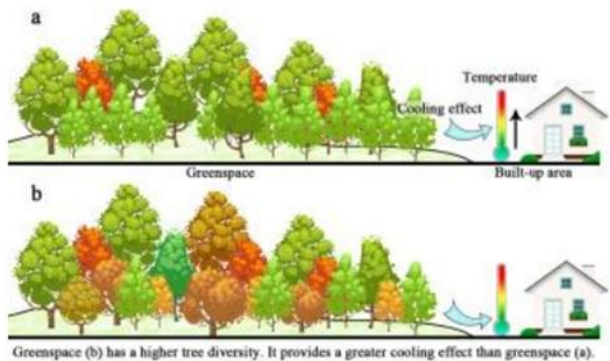 a
Temperature
Cooling effect
Greenspace
Built-up area
b
Greenspace (b) has a higher tree diversity. It provides a greater cooling effect than greenspace (a).